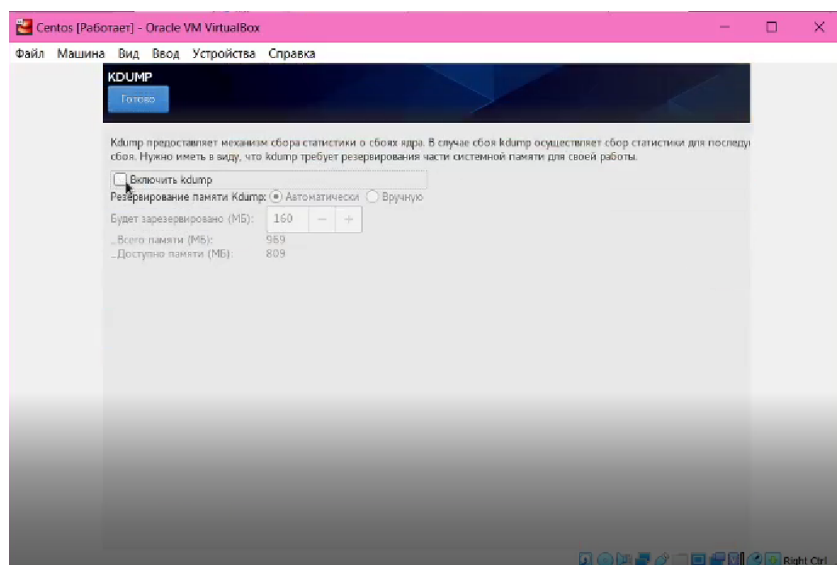 Centos [Работает] - Oracle VM VirtualBox
Файл Машина Вид Ввод Устройства Справка
KDUMP
Готово
Kdump предоставляет механизм сбора статистики о сбоях ядра. В случае сбоя kdump осуществляет сбор статистики для последу
сбоя. Нужно иметь в виду, что kdump требует резервирования части системной памяти для своей работы.
Включить kdump
Резервирование памяти Kdump: Автоматически Вручную
Будет зарезервировано (МБ): 160 − +
_Всего памяти (МБ): 969
_Доступно памяти (МБ): 809
Right Ctrl